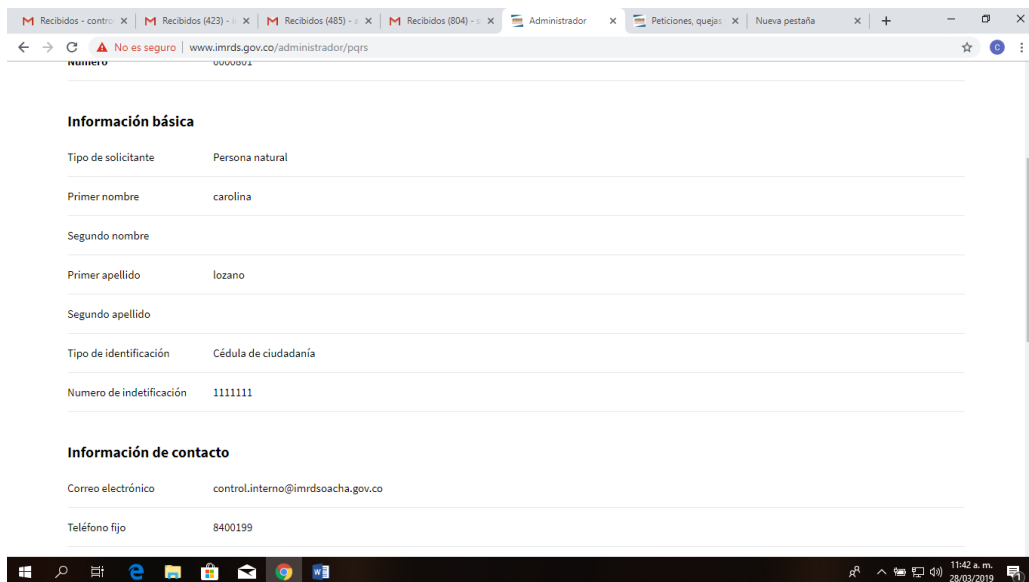 Recibidos - contro
Recibidos (423) - i
Recibidos (485) - a
Recibidos (804) - s
Administrador
Peticiones, quejas
Nueva pestaña
No es seguro | www.imrds.gov.co/administrador/pqrs
Número 0000801
Información básica
Tipo de solicitante Persona natural
Primer nombre carolina
Segundo nombre
Primer apellido lozano
Segundo apellido
Tipo de identificación Cédula de ciudadanía
Numero de indetificación 1111111
Información de contacto
Correo electrónico control.interno@imrdsoacha.gov.co
Teléfono fijo 8400199
11:42 a. m.
28/03/2019